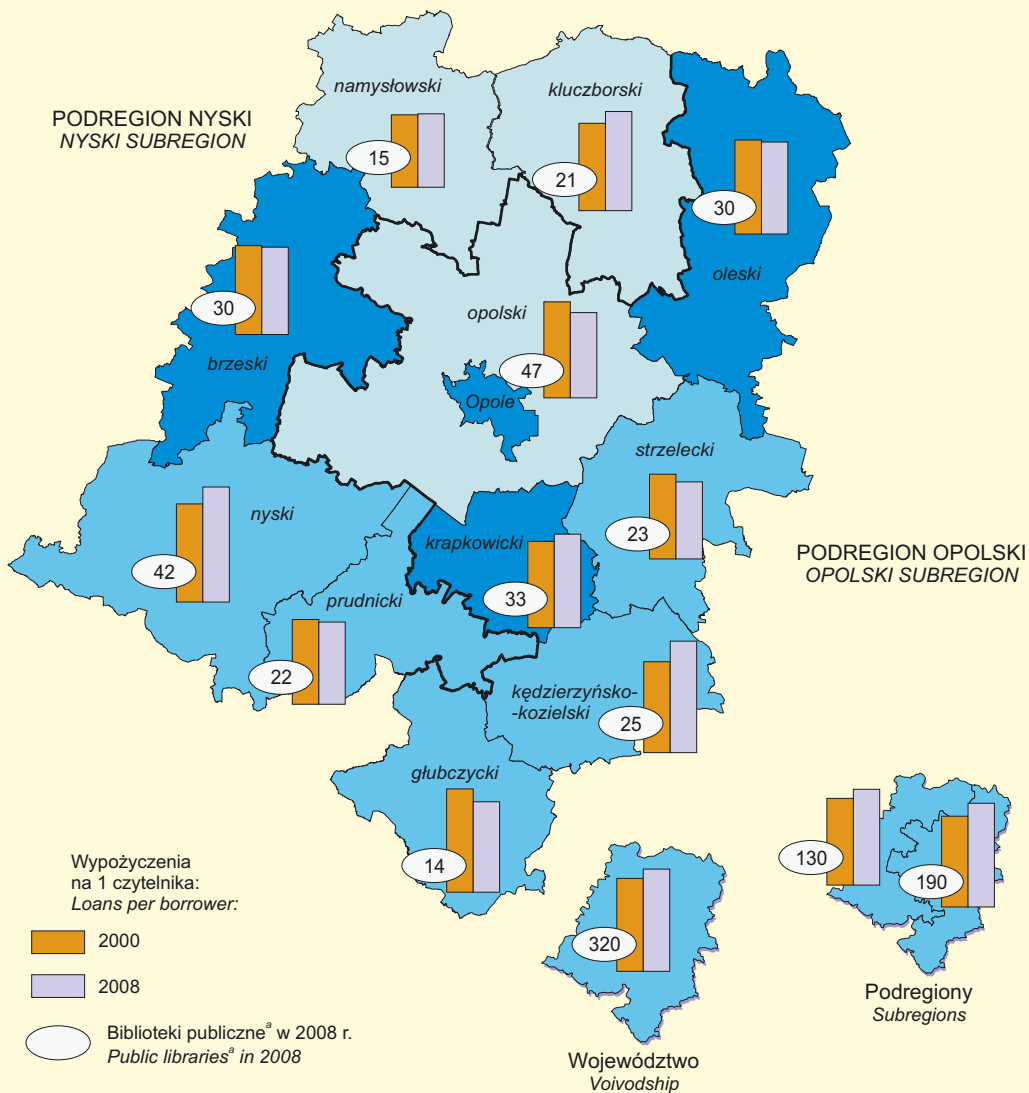 PODREGION NYSKI
NYSKI SUBREGION
namysłowski
15
kluczborski
21
30
oleski
30
brzeski
opolski
47
Opole
strzelecki
23
nyski
42
krapkowicki
33
PODREGION OPOLSKI
OPOLSKI SUBREGION
prudnicki
22
kędzierzyńsko-
-kozielski
25
głubczycki
14
Wypożyczenia
na 1 czytelnika:
Loans per borrower:
2000
2008
Biblioteki publiczneᵃ w 2008 r.
Public librariesᵃ in 2008
320
Województwo
Voivodship
130
190
Podregiony
Subregions